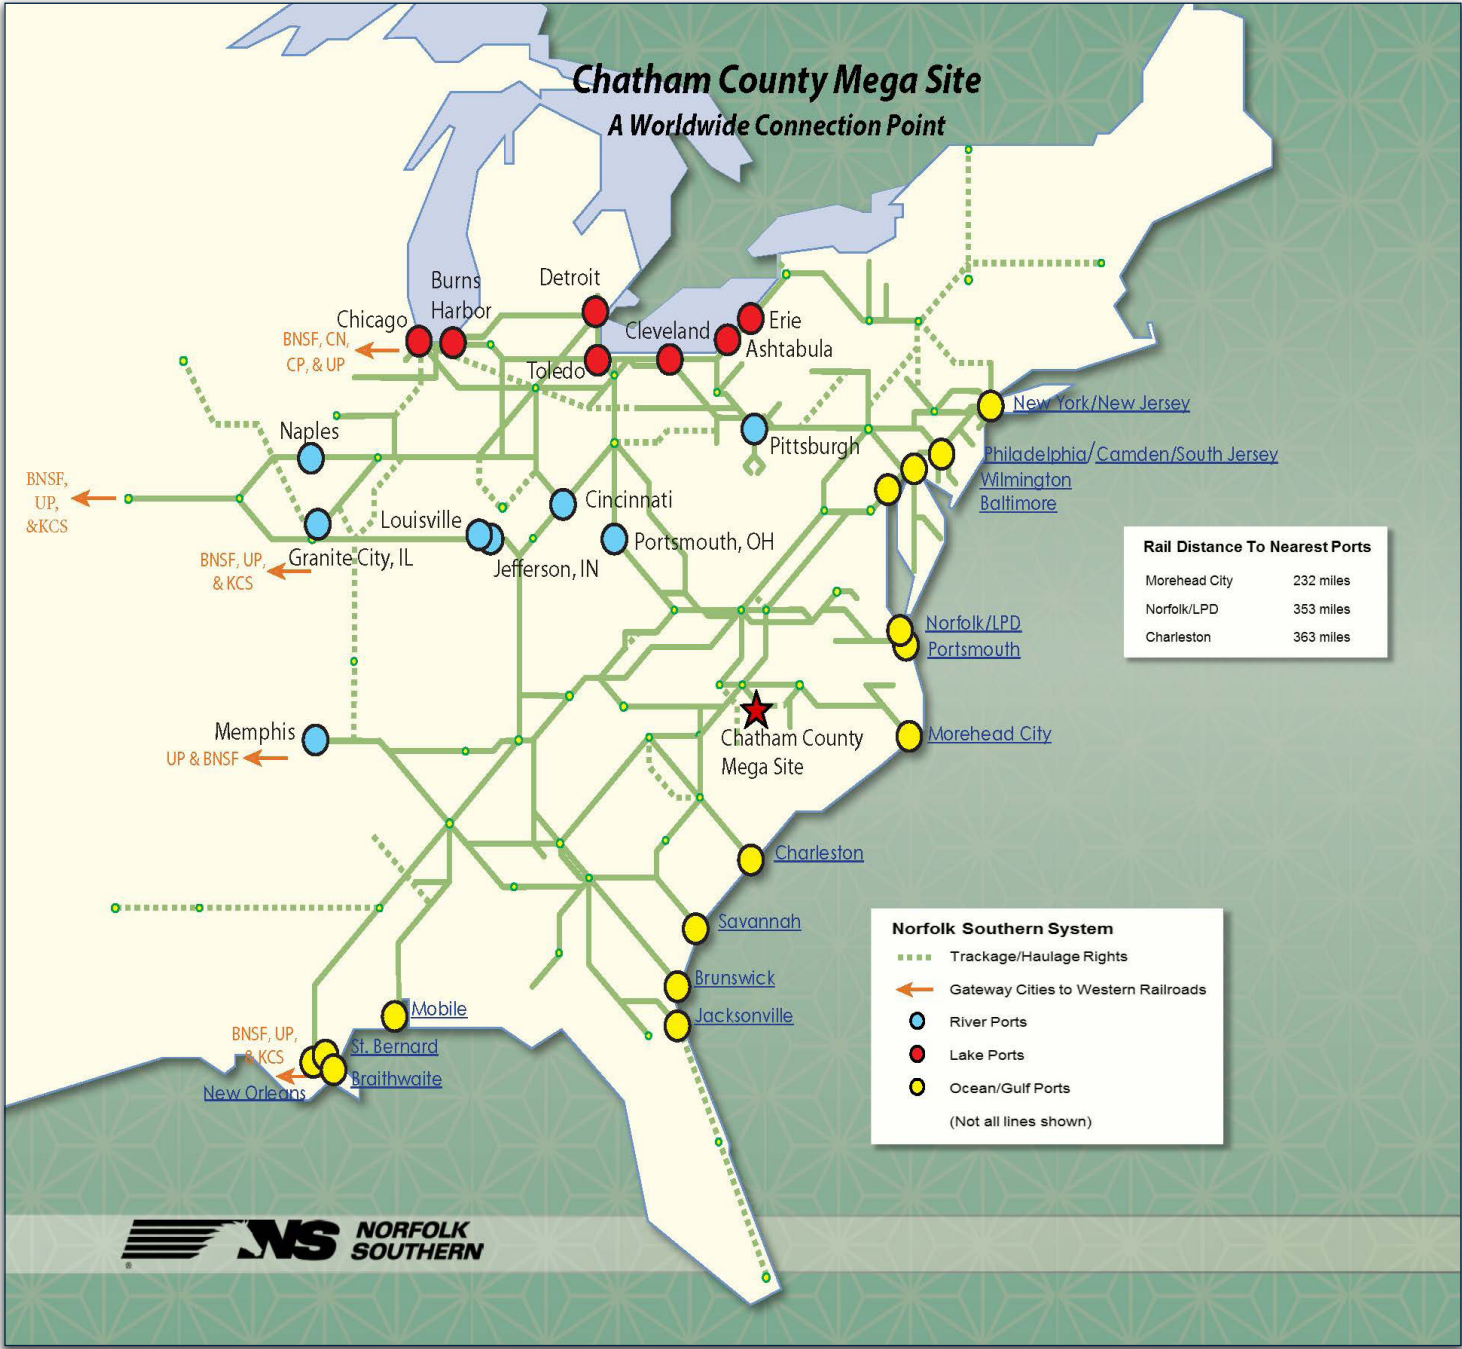 Chatham County Mega Site
A Worldwide Connection Point
Detroit
Burns
Harbor
Chicago
BNSF, CN,
CP, & UP
Cleveland
Erie
Ashtabula
Toledo
New York/New Jersey
Naples
Pittsburgh
Philadelphia/Camden/South Jersey
Wilmington
Baltimore
BNSF,
UP,
&KCS
Cincinnati
Louisville
Jefferson, IN
Portsmouth, OH
Granite City, IL
BNSF, UP,
& KCS
Rail Distance To Nearest Ports
Morehead City 232 miles
Norfolk/LPD 353 miles
Charleston 363 miles
Norfolk/LPD
Portsmouth
Memphis
UP & BNSF
Chatham County
Mega Site
Morehead City
Charleston
Savannah
Brunswick
Jacksonville
Mobile
BNSF, UP,
& KCS
St. Bernard
Braithwaite
New Orleans
Norfolk Southern System
Trackage/Haulage Rights
Gateway Cities to Western Railroads
River Ports
Lake Ports
Ocean/Gulf Ports
(Not all lines shown)
NS NORFOLK
SOUTHERN
®